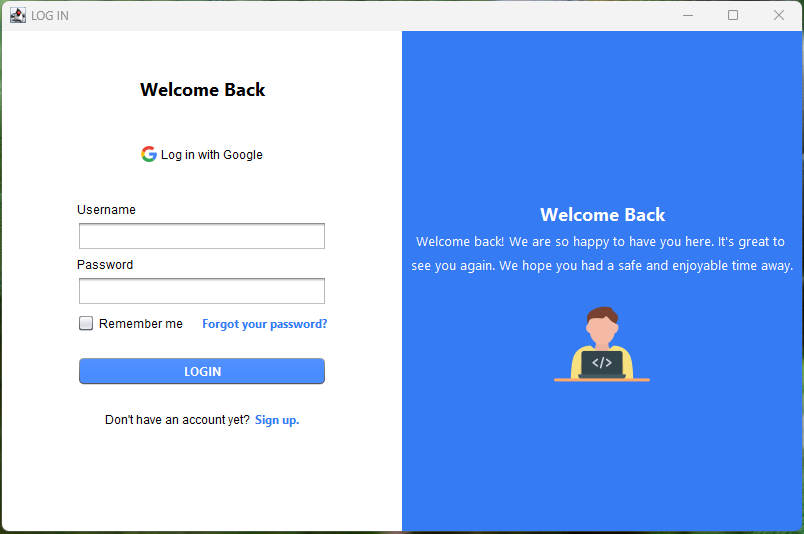 LOG IN
Welcome Back
Log in with Google
Username
Password
Remember me Forgot your password?
LOGIN
Don't have an account yet? Sign up.
Welcome Back
Welcome back! We are so happy to have you here. It's great to
see you again. We hope you had a safe and enjoyable time away.
</>